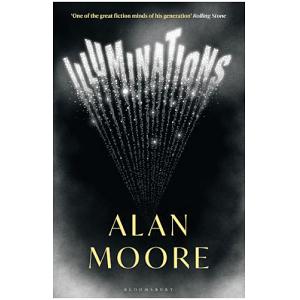 'One of the great fiction minds of his generation' Rolling Stone
ILLUMINATIONS
ALAN
MOORE
BLOOMSBURY